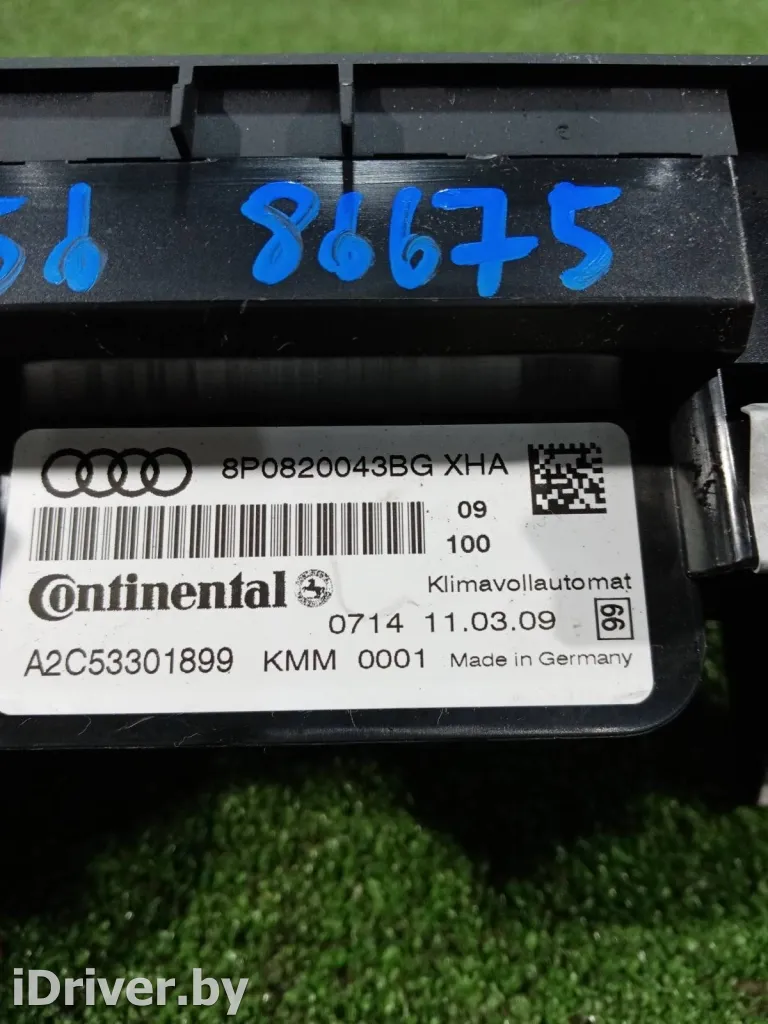 56 86675
8P0820043BG XHA
09
100
Continental
Klimavollautomat
0714 11.03.09 66
A2C53301899 KMM 0001 Made in Germany
iDriver.by